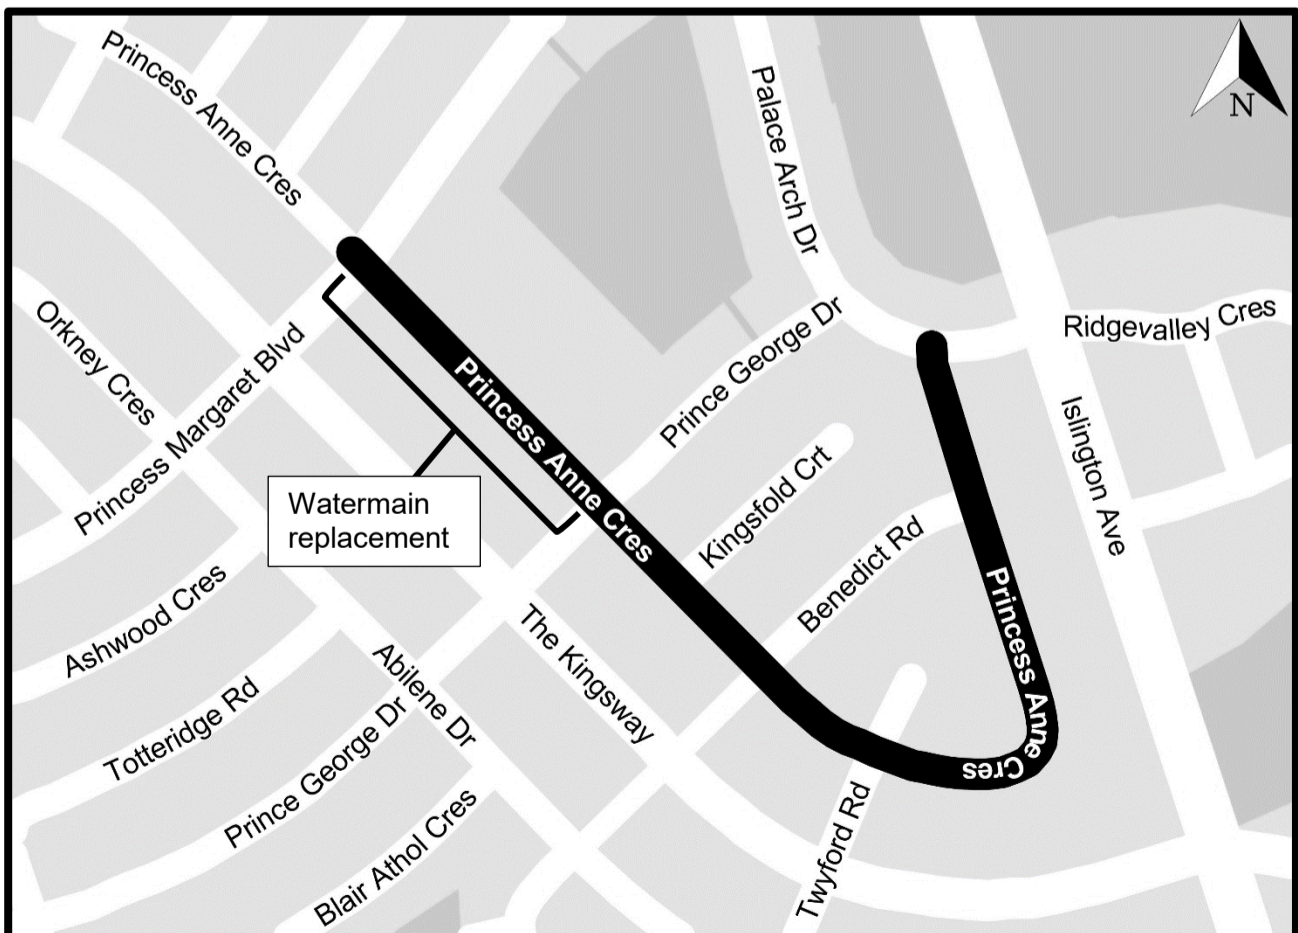 Princess Anne Cres
Palace Arch Dr
N
Orkney Cres
Princess Margaret Blvd
Prince George Dr
Ridgevalley Cres
Princess Anne Cres
Islington Ave
Kingsfold Crt
Watermain
replacement
Benedict Rd
Ashwood Cres
The Kingsway
Princess Anne
Cres
Abilene Dr
Totteridge Rd
Prince George Dr
Blair Athol Cres
Twyford Rd